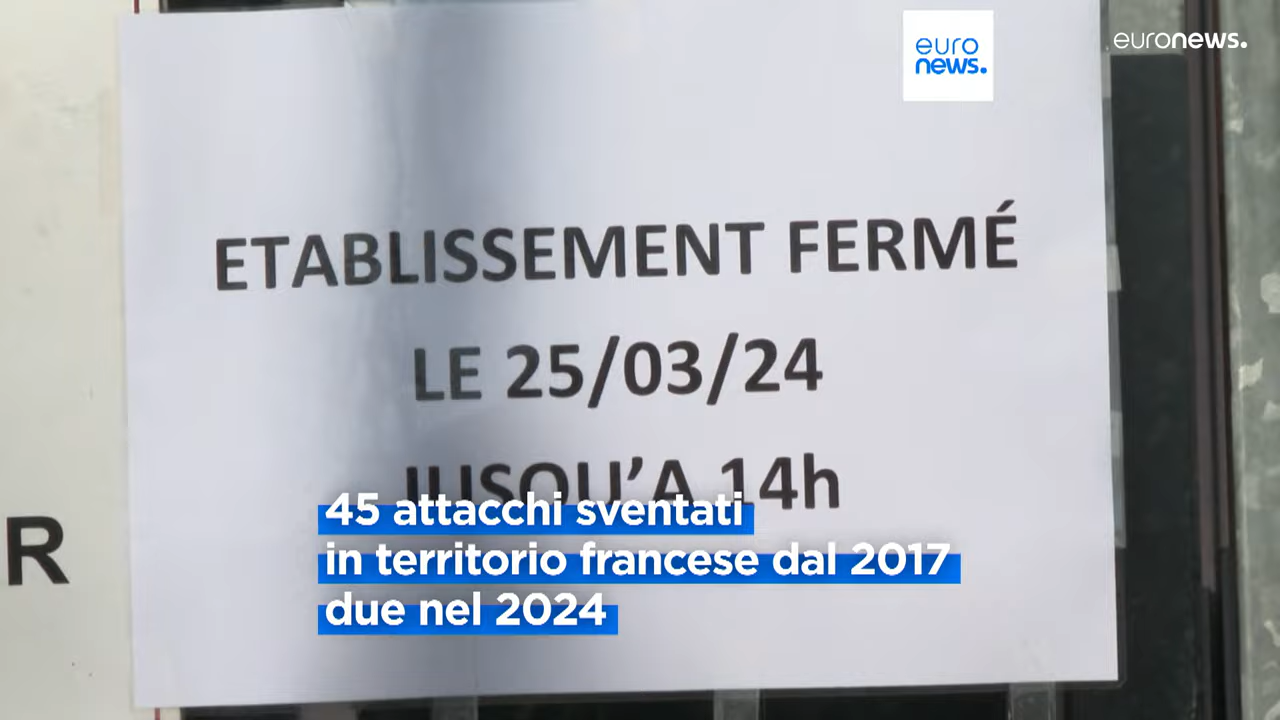 euro
news.
euronews.
ETABLISSEMENT FERMÉ
LE 25/03/24
JUSQU'A 14h
R
45 attacchi sventati
in territorio francese dal 2017
due nel 2024